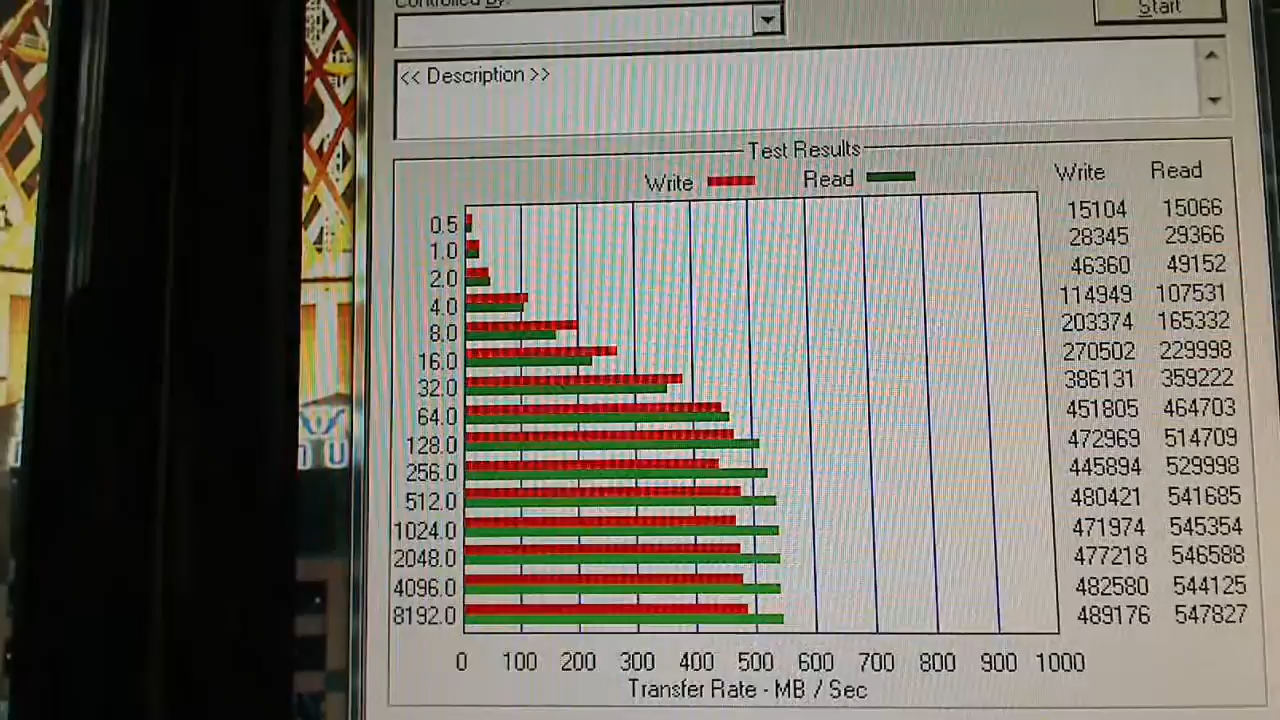 Controlled By:
Start
<< Description >>
Test Results
Write Read Write Read
0.5 15104 15066
1.0 28345 29366
2.0 46360 49152
4.0 114949 107531
8.0 203374 165332
16.0 270502 229998
32.0 386131 359222
64.0 451805 464703
128.0 472969 514709
256.0 445894 529998
512.0 480421 541685
1024.0 471974 545354
2048.0 477218 546588
4096.0 482580 544125
8192.0 489176 547827
0 100 200 300 400 500 600 700 800 900 1000
Transfer Rate - MB / Sec